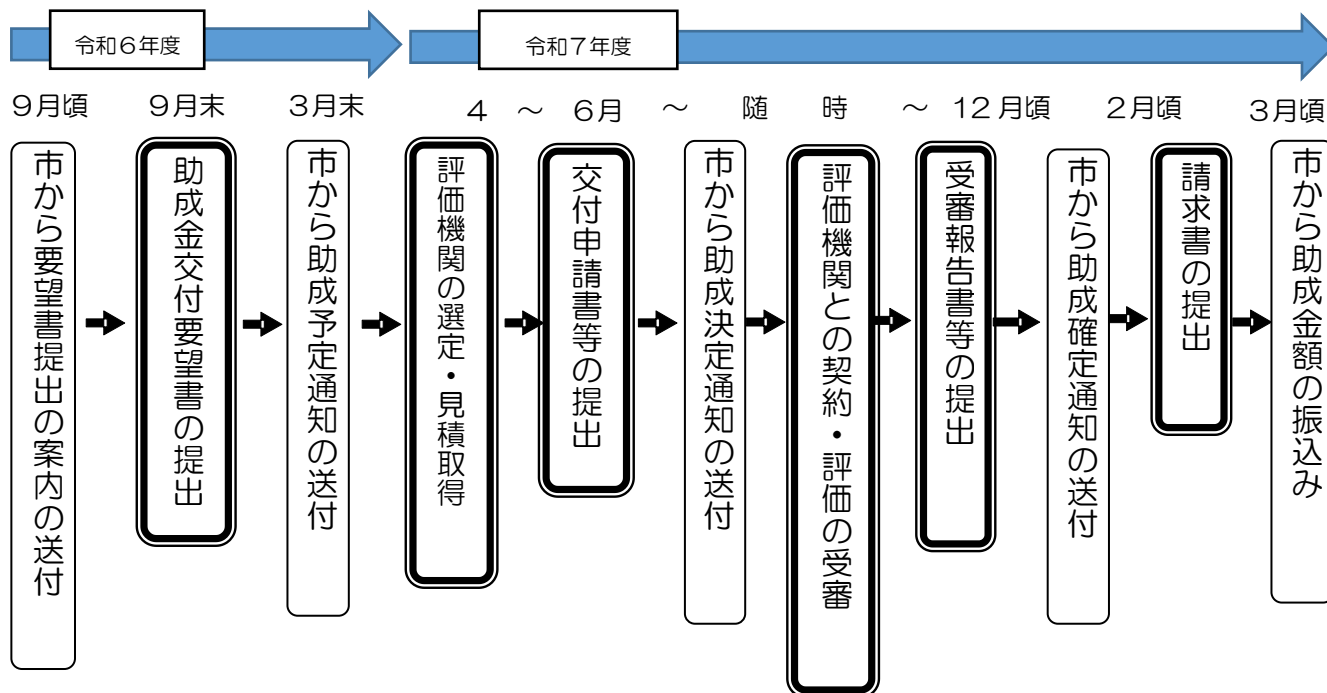 令和6年度
令和7年度
9月頃
9月末
3月末
4 ~ 6月 ~ 随 時 ~ 12月頃
2月頃
3月頃
市から要望書提出の案内の送付
助成金交付要望書の提出
市から助成予定通知の送付
評価機関の選定・見積取得
交付申請書等の提出
市から助成決定通知の送付
評価機関との契約・評価の受審
受審報告書等の提出
市から助成確定通知の送付
請求書の提出
市から助成金額の振込み